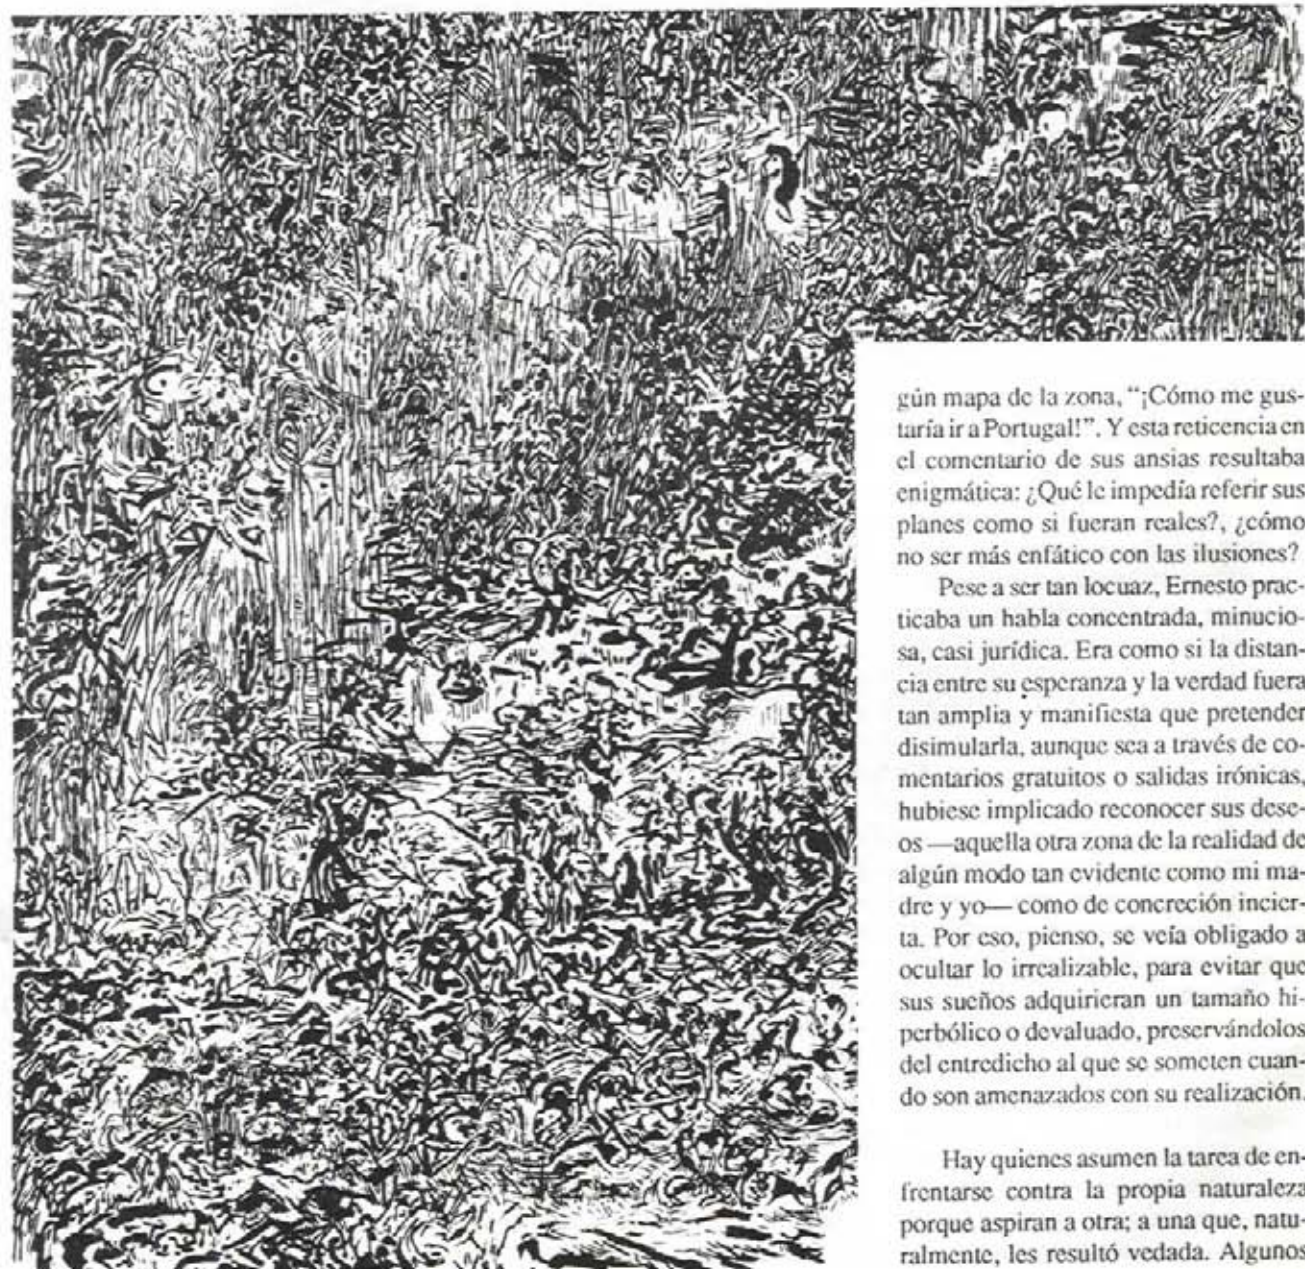 gún mapa de la zona, “¡Cómo me gus-
taría ir a Portugal!”. Y esta reticencia en
el comentario de sus ansias resultaba
enigmática: ¿Qué le impedía referir sus
planes como si fueran reales?, ¿cómo
no ser más enfático con las ilusiones?
Pese a ser tan locuaz, Ernesto prac-
ticaba un habla concentrada, minucio-
sa, casi jurídica. Era como si la distan-
cia entre su esperanza y la verdad fuera
tan amplia y manifiesta que pretender
disimularla, aunque sea a través de co-
mentarios gratuitos o salidas irónicas,
hubiese implicado reconocer sus dese-
os —aquella otra zona de la realidad de
algún modo tan evidente como mi ma-
dre y yo— como de concreción incier-
ta. Por eso, pienso, se veía obligado a
ocultar lo irrealizable, para evitar que
sus sueños adquirieran un tamaño hi-
perbólico o devaluado, preservándolos
del entredicho al que se someten cuan-
do son amenazados con su realización.
Hay quienes asumen la tarea de en-
frentarse contra la propia naturaleza
porque aspiran a otra; a una que, natu-
ralmente, les resultó vedada. Algunos